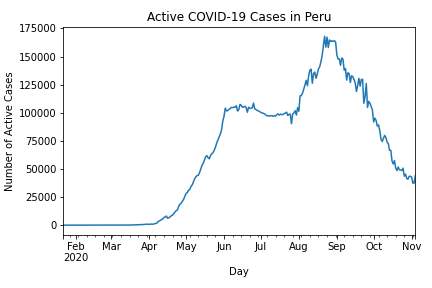 Active COVID-19 Cases in Peru
Number of Active Cases
175000
150000
125000
100000
75000
50000
25000
0
Feb Mar Apr May Jun Jul Aug Sep Oct Nov
2020
Day